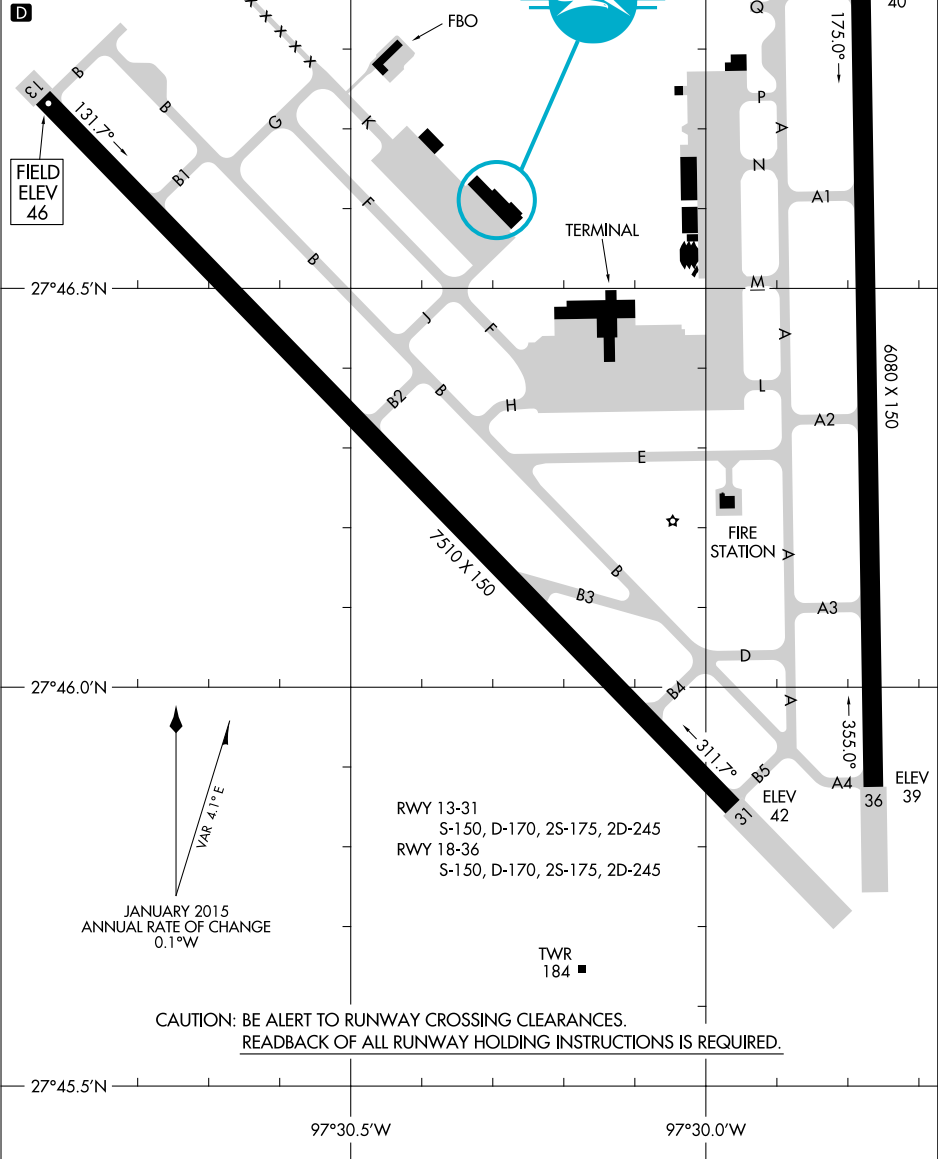 D
FBO
Q
40
175.0°
13
B
131.7°
B
G
K
P
A
FIELD
ELEV
46
B1
N
F
A1
TERMINAL
B
27°46.5'N
M
J
F
A
6080 X 150
B2
B
H
L
A2
E
FIRE
STATION
A
7510 X 150
B
B3
A3
D
27°46.0'N
B4
A
355.0°
311.7°
B5
A4
ELEV
39
36
ELEV
42
31
VAR 4.1° E
RWY 13-31
S-150, D-170, 2S-175, 2D-245
RWY 18-36
S-150, D-170, 2S-175, 2D-245
JANUARY 2015
ANNUAL RATE OF CHANGE
0.1°W
TWR
184
CAUTION: BE ALERT TO RUNWAY CROSSING CLEARANCES.
READBACK OF ALL RUNWAY HOLDING INSTRUCTIONS IS REQUIRED.
27°45.5'N
97°30.5'W
97°30.0'W